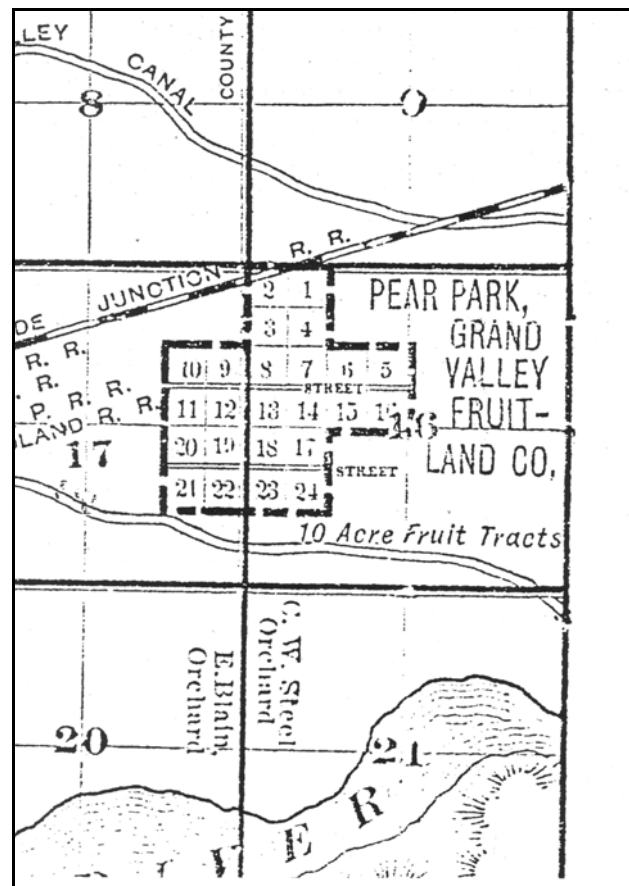 LEY
CANAL
COUNTY
8
9
R. R.
JUNCTION
DE
R. R.
R.
P. R. R.
LAND R. R.
2 1
3 4
10 9 8 7 6 5
STREET
11 12 13 14 15 16
20 19 18 17
STREET
21 22 23 24
16
17
PEAR PARK,
GRAND
VALLEY
FRUIT-
LAND CO,
10 Acre Fruit Tracts
E. Blain,
Orchard
C. W. Steel
Orchard
20
21
V E R